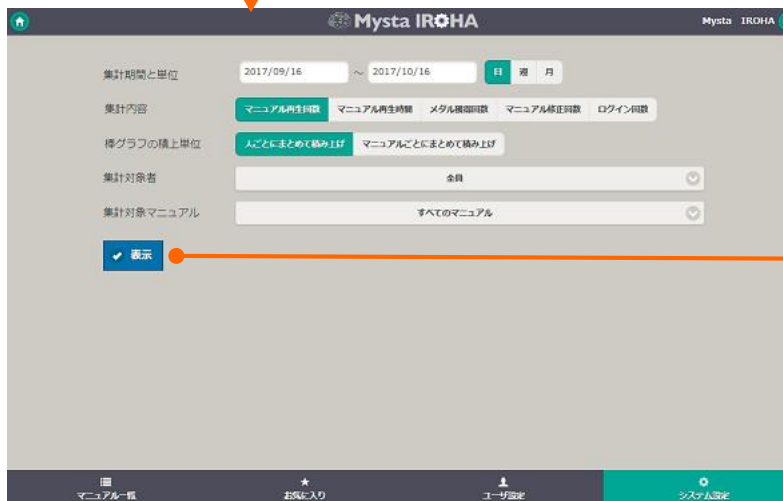 Mysta IROHA
Mysta IROHA
集計期間と単位 2017/09/16 ～ 2017/10/16 日 週 月
集計内容 マニュアル再生回数 マニュアル再生時間 メダル獲得回数 マニュアル修正回数 ログイン回数
棒グラフの積上単位 人ごとにまとめて積み上げ マニュアルごとにまとめて積み上げ
集計対象者 全員
集計対象マニュアル すべてのマニュアル
表示
マニュアル一覧 お気に入り ユーザ設定 システム設定